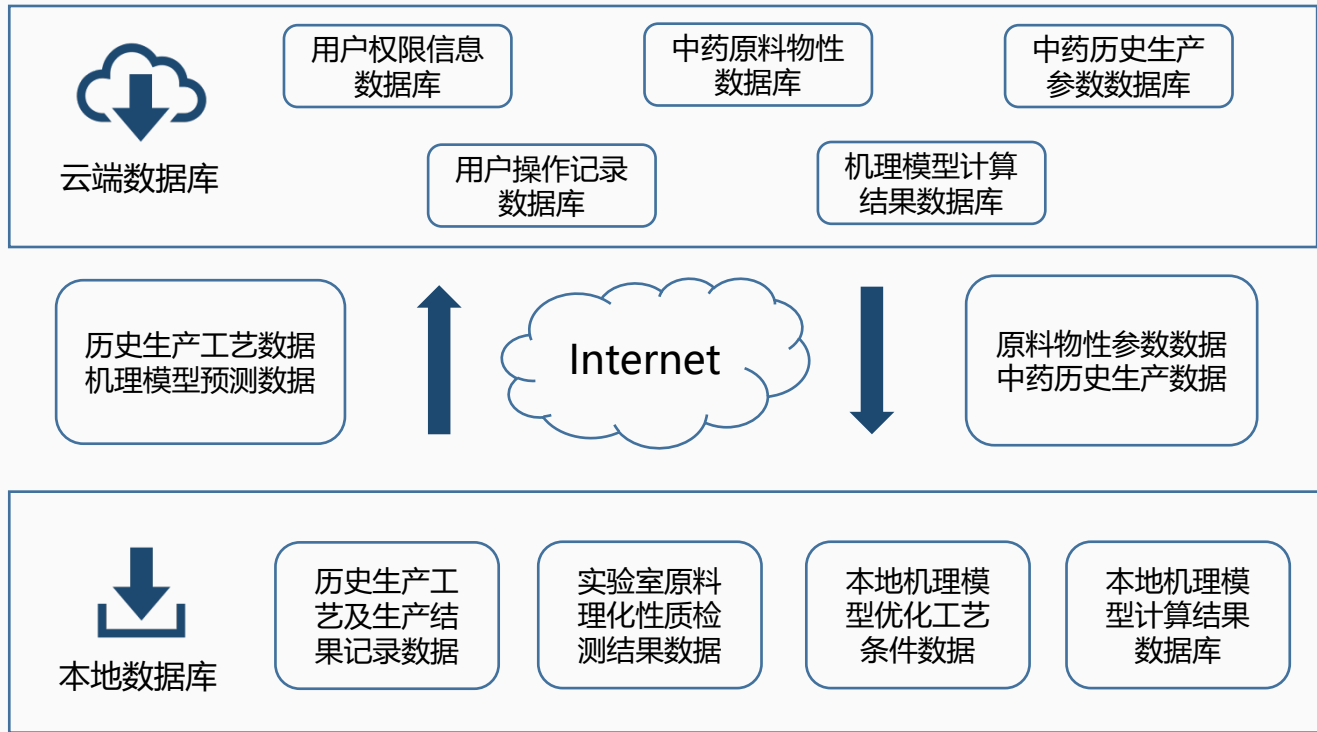 用户权限信息
数据库
中药原料物性
数据库
中药历史生产
参数数据库
云端数据库
用户操作记录
数据库
机理模型计算
结果数据库
历史生产工艺数据
机理模型预测数据
Internet
原料物性参数数据
中药历史生产数据
本地数据库
历史生产工
艺及生产结
果记录数据
实验室原料
理化性质检
测结果数据
本地机理模
型优化工艺
条件数据
本地机理模
型计算结果
数据库